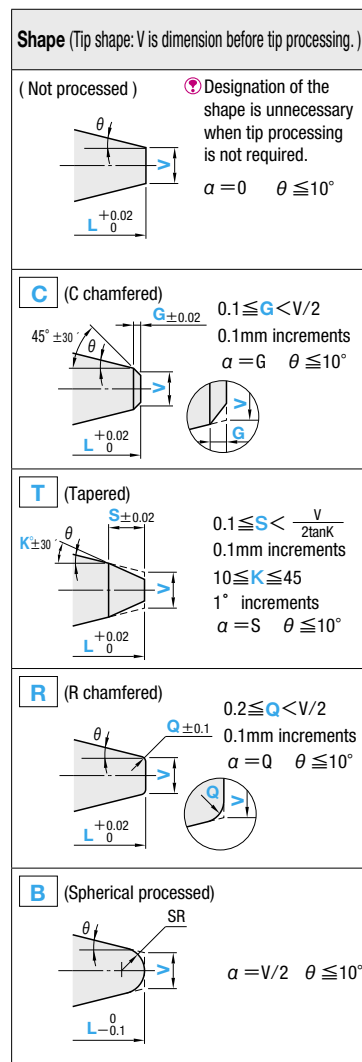 Shape (Tip shape: V is dimension before tip processing. )
( Not processed )
Designation of the
shape is unnecessary
when tip processing
is not required.
α=0 θ≦10°
θ
V
L +0.02 0
C (C chamfered)
G±0.02
0.1≦G<V/2
0.1mm increments
α=G θ≦10°
45° ±30′
θ
V
V
G
L +0.02 0
T (Tapered)
S±0.02
0.1≦S< V/2tanK
0.1mm increments
10≦K≦45
1° increments
α=S θ≦10°
K°±30′
θ
V
L +0.02 0
R (R chamfered)
0.2≦Q<V/2
Q±0.1
0.1mm increments
α=Q θ≦10°
θ
V
Q
V
L +0.02 0
B (Spherical processed)
SR
θ
V
α=V/2 θ≦10°
L 0 −0.1